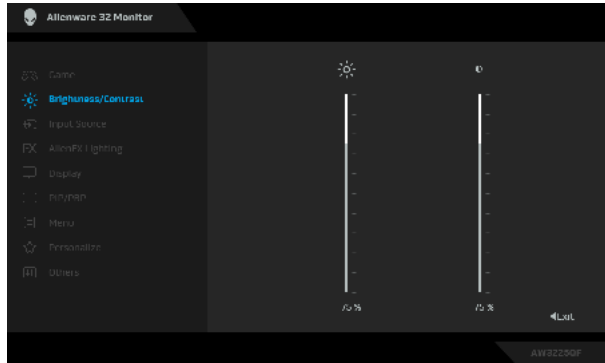 Alienware 32 Monitor
Game
Brightness/Contrast
Input Source
AlienFX Lighting
Display
PIP/PBP
Menu
Personalize
Others
75%
75%
Exit
AW3225QF